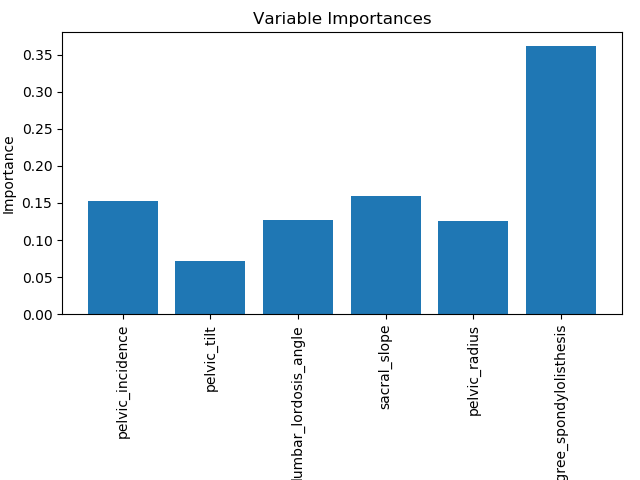 Variable Importances
Importance
0.35
0.30
0.25
0.20
0.15
0.10
0.05
0.00
pelvic_incidence
pelvic_tilt
lumbar_lordosis_angle
sacral_slope
pelvic_radius
gree_spondylolisthesis